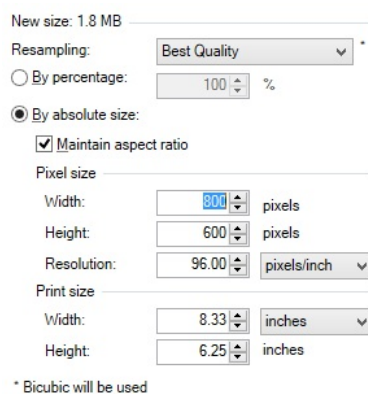 New size: 1.8 MB
Resampling: Best Quality *
By percentage: 100 %
By absolute size:
Maintain aspect ratio
Pixel size
Width: 800 pixels
Height: 600 pixels
Resolution: 96.00 pixels/inch
Print size
Width: 8.33 inches
Height: 6.25 inches
* Bicubic will be used